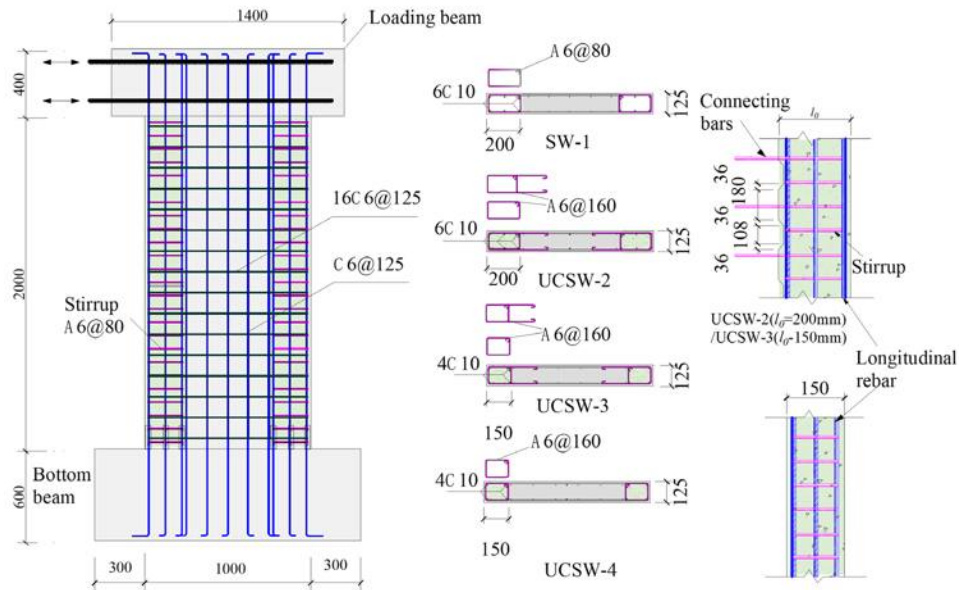 1400
Loading beam
400
2000
600
16C 6@125
C 6@125
Stirrup
A 6@80
Bottom
beam
300
1000
300
A 6@80
6C 10
125
200
SW-1
A 6@160
6C 10
125
200
UCSW-2
A 6@160
4C 10
125
UCSW-3
150
A 6@160
4C 10
125
150
UCSW-4
Connecting
bars
l0
36
180
36
108
36
Stirrup
UCSW-2(l0=200mm)
/UCSW-3(l0-150mm)
Longitudinal
rebar
150